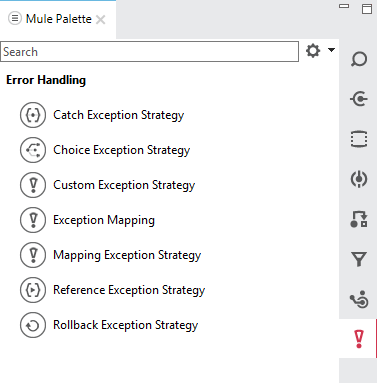 Mule Palette
Search
Error Handling
Catch Exception Strategy
Choice Exception Strategy
Custom Exception Strategy
Exception Mapping
Mapping Exception Strategy
Reference Exception Strategy
Rollback Exception Strategy